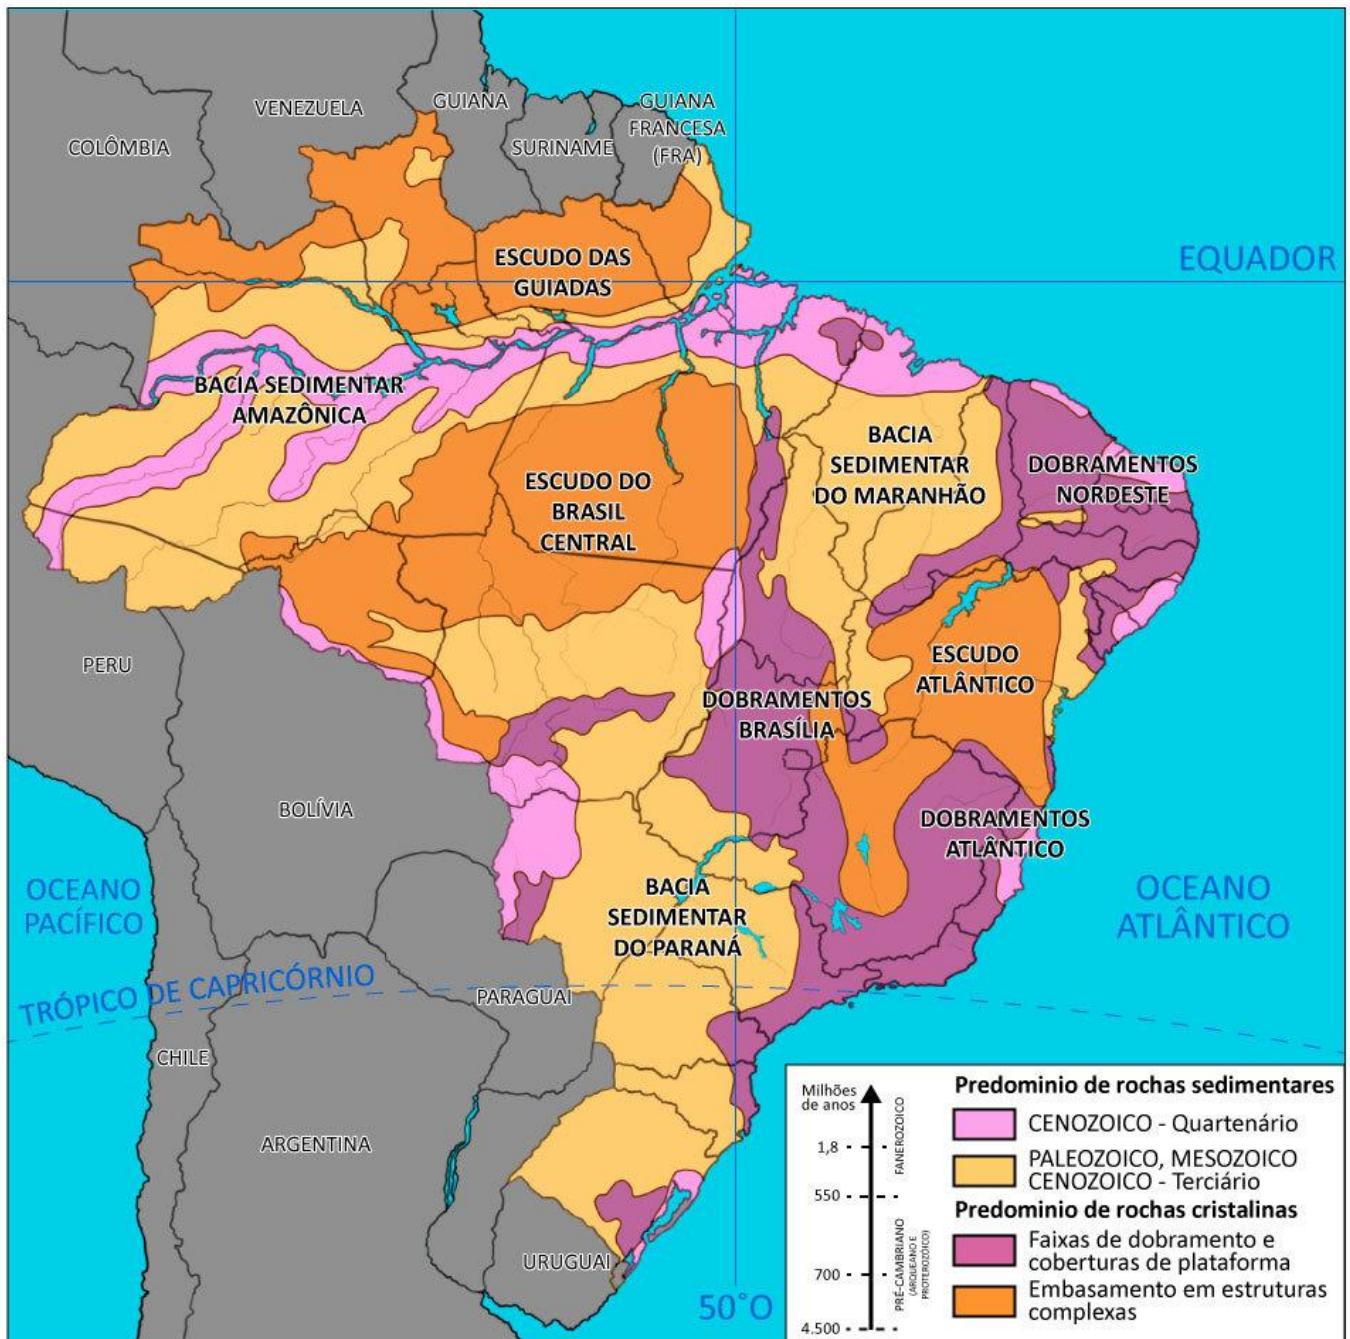 VENEZUELA
GUIANA
GUIANA
FRANCESA
(FRA)
COLÔMBIA
SURINAME
EQUADOR
ESCUDO DAS
GUIADAS
BACIA SEDIMENTAR
AMAZÔNICA
BACIA
SEDIMENTAR
DO MARANHÃO
DOBRAMENTOS
NORDESTE
ESCUDO DO
BRASIL
CENTRAL
PERU
ESCUDO
ATLÂNTICO
DOBRAMENTOS
BRASÍLIA
BOLÍVIA
DOBRAMENTOS
ATLÂNTICO
OCEANO
PACÍFICO
BACIA
SEDIMENTAR
DO PARANÁ
OCEANO
ATLÂNTICO
TRÓPICO DE CAPRICÓRNIO
PARAGUAI
CHILE
ARGENTINA
URUGUAI
50°O
Milhões
de anos
1,8
550
700
4.500
FANEROZOICO
PRÉ-CAMBRIANO
(ARQUEANO E
PROTEROZÓICO)
Predominio de rochas sedimentares
CENOZOICO - Quartenário
PALEOZOICO, MESOZOICO
CENOZOICO - Terciário
Predominio de rochas cristalinas
Faixas de dobramento e
coberturas de plataforma
Embasamento em estruturas
complexas